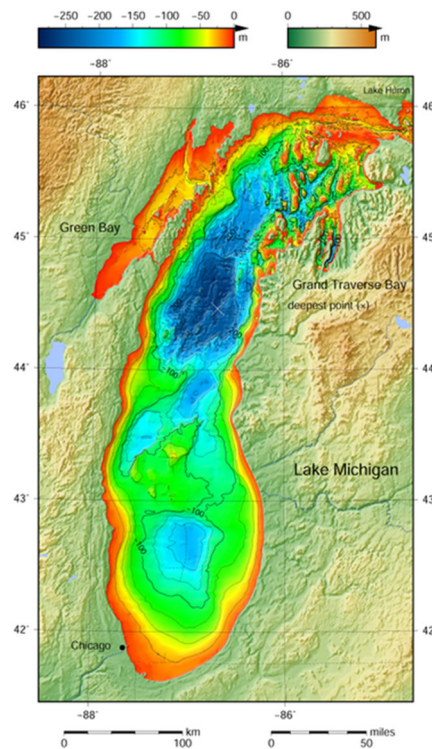 -250 -200 -150 -100 -50 0
m
0 500
m
-88° -86°
46° 46
Lake Huron
-100
Green Bay
45° 45
Grand Traverse Bay
deepest point (×)
44° 44
-100
Lake Michigan
43° 43
-100
-100
42° 42
Chicago
-88° -86°
km
0 100
miles
0 50